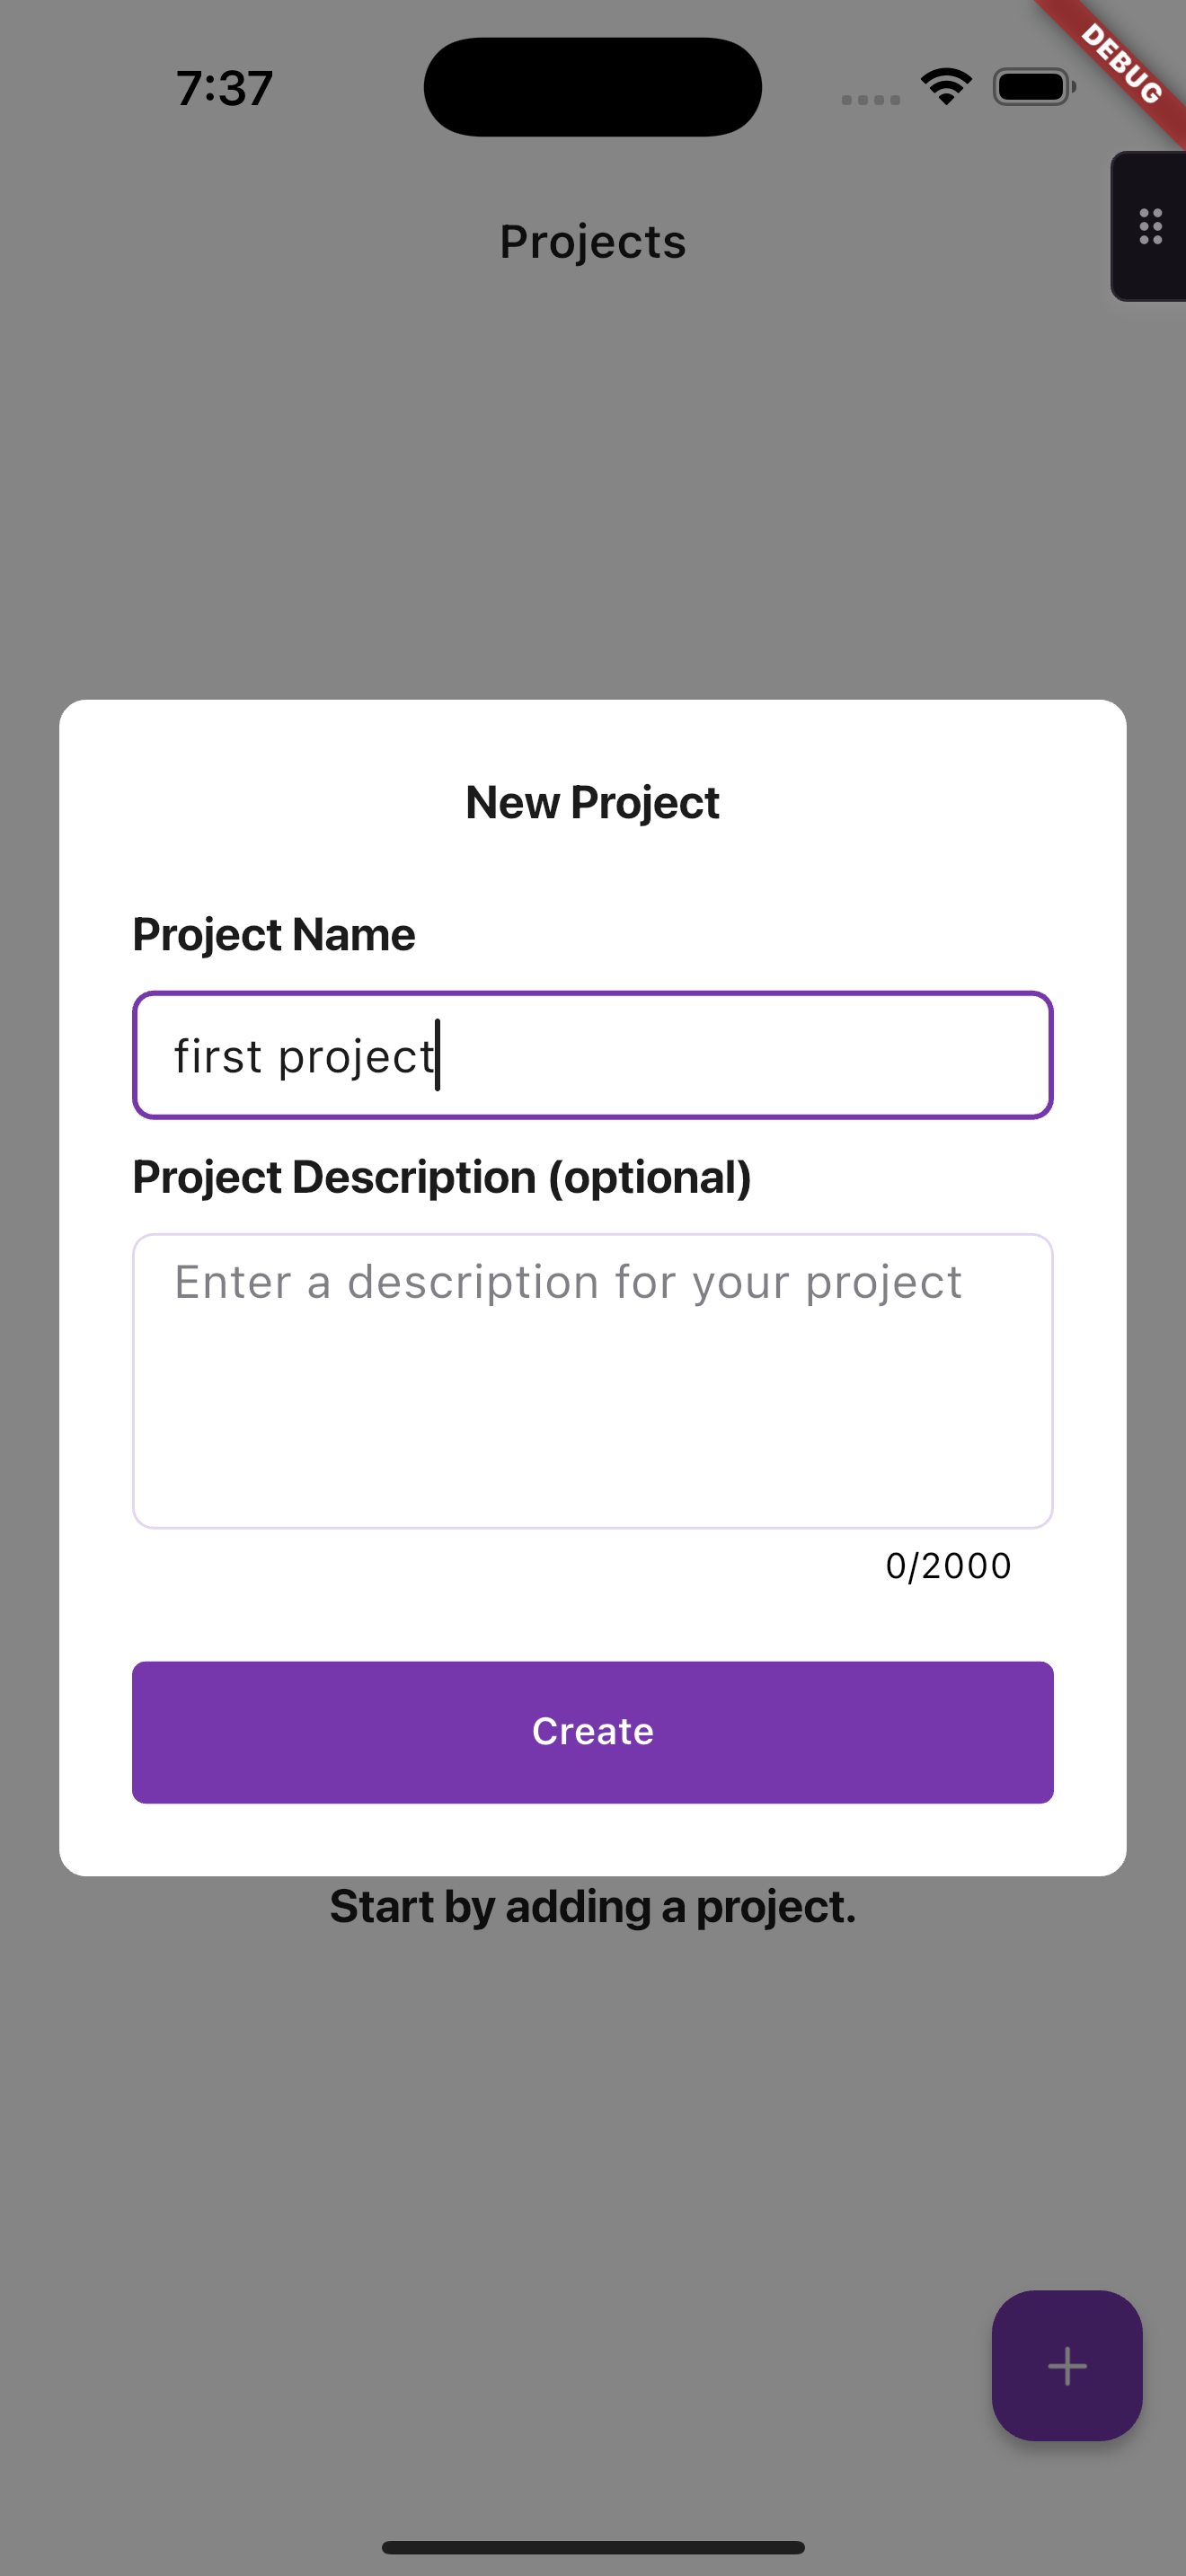 7:37
DEBUG
Projects
New Project
Project Name
first project
Project Description (optional)
Enter a description for your project
0/2000
Create
Start by adding a project.